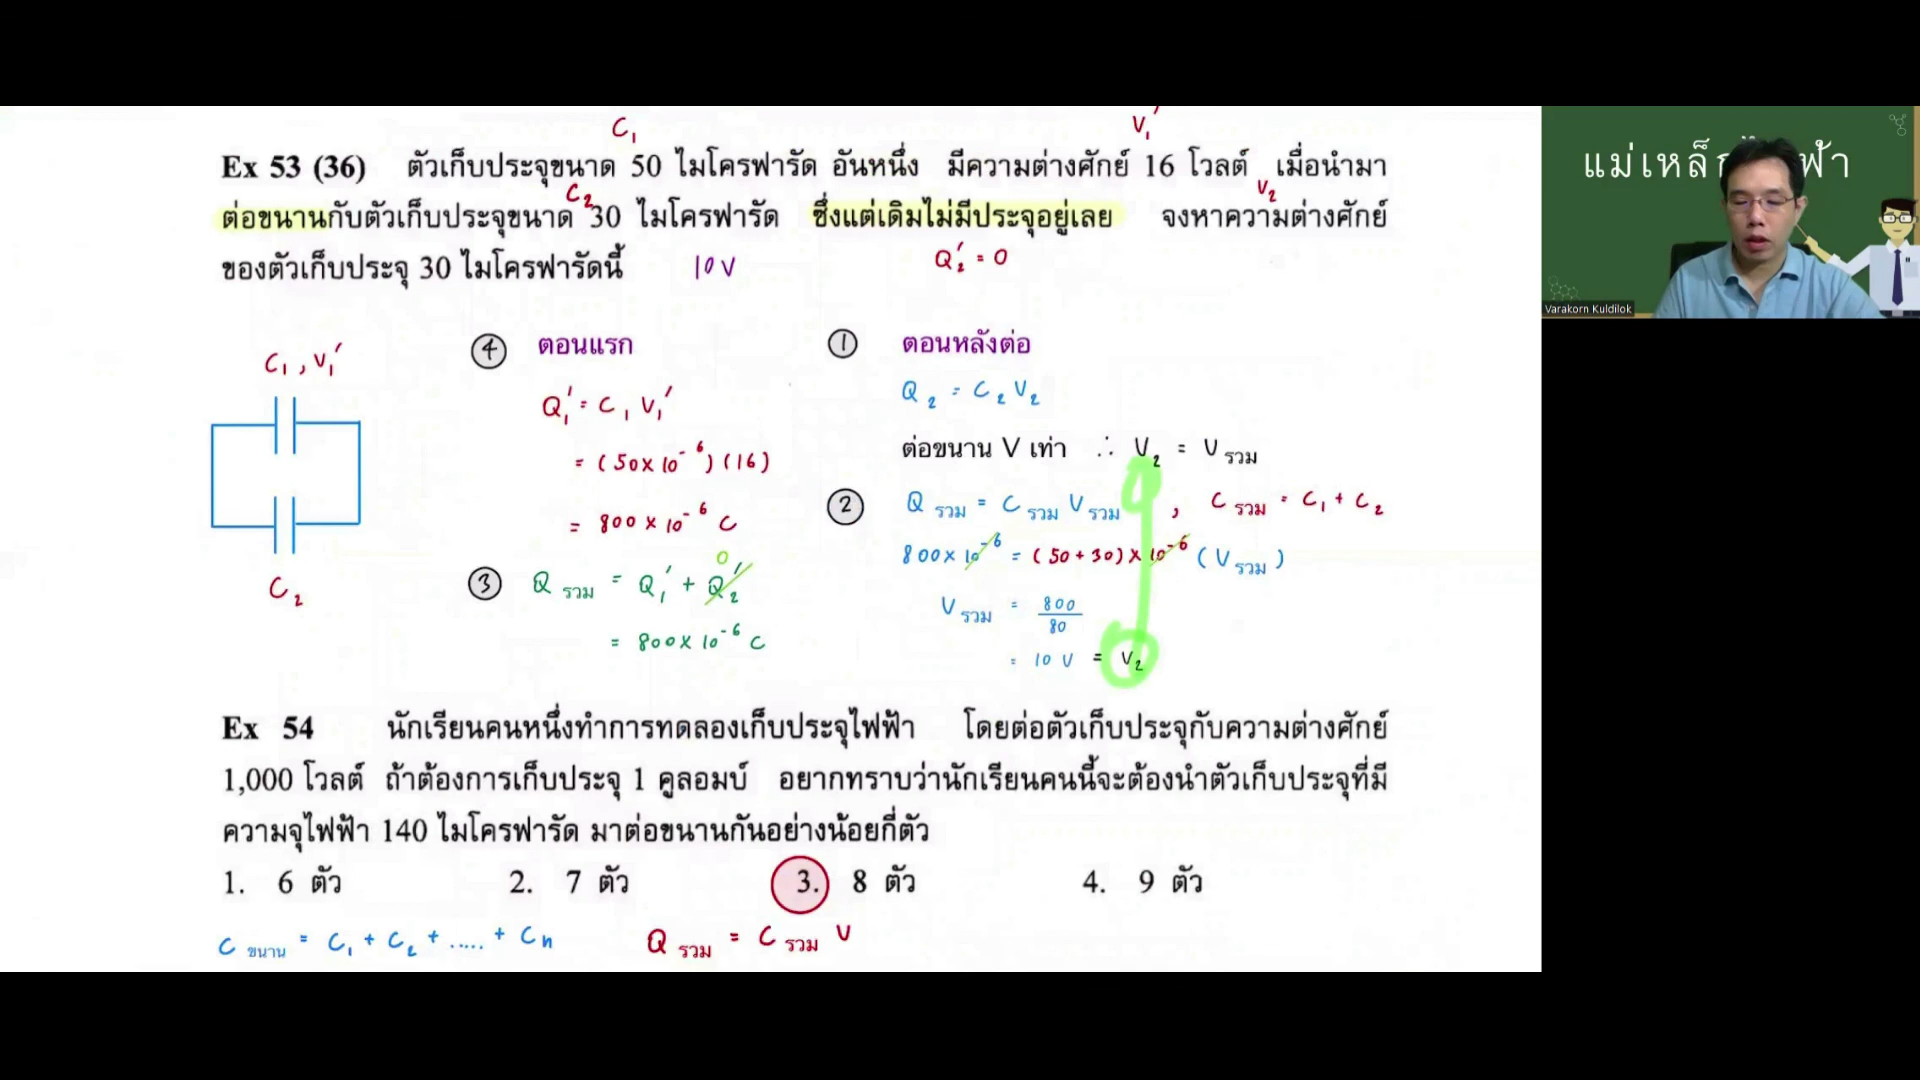 C₁ V₁′
Ex 53 (36) ตัวเก็บประจุขนาด 50 ไมโครฟารัด อันหนึ่ง มีความต่างศักย์ 16 โวลต์ เมื่อนำมา
C₂ V₂
ต่อขนานกับตัวเก็บประจุขนาด 30 ไมโครฟารัด ซึ่งแต่เดิมไม่มีประจุอยู่เลย จงหาความต่างศักย์
ของตัวเก็บประจุ 30 ไมโครฟารัดนี้ 10 V Q₂′ = 0
C₁ , V₁′
C₂
④ ตอนแรก
Q₁′ = C₁ V₁′
= (50 × 10⁻⁶) (16)
= 800 × 10⁻⁶ C
③ Q รวม = Q₁′ + Q₂′ 0
= 800 × 10⁻⁶ C
① ตอนหลังต่อ
Q₂ = C₂ V₂
ต่อขนาน V เท่า ∴ V₂ = V รวม
② Q รวม = C รวม V รวม , C รวม = C₁ + C₂
800 × 10⁻⁶ = (50 + 30) × 10⁻⁶ (V รวม)
V รวม = 800/80
= 10 V = V₂
Ex 54 นักเรียนคนหนึ่งทำการทดลองเก็บประจุไฟฟ้า โดยต่อตัวเก็บประจุกับความต่างศักย์
1,000 โวลต์ ถ้าต้องการเก็บประจุ 1 คูลอมบ์ อยากทราบว่านักเรียนคนนี้จะต้องนำตัวเก็บประจุที่มี
ความจุไฟฟ้า 140 ไมโครฟารัด มาต่อขนานกันอย่างน้อยกี่ตัว
1. 6 ตัว 2. 7 ตัว 3. 8 ตัว 4. 9 ตัว
C ขนาน = C₁ + C₂ + ..... + Cₙ Q รวม = C รวม V
Varakorn Kuldilok